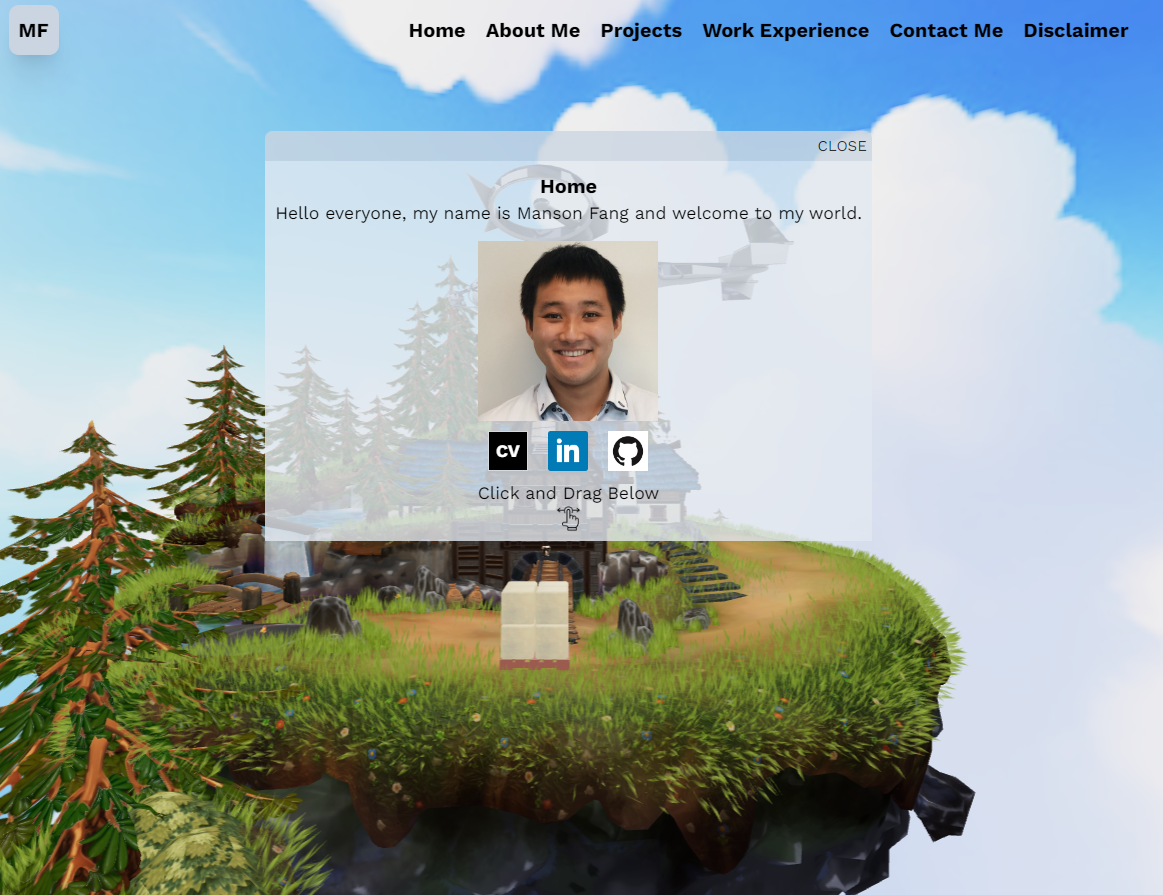 MF
Home About Me Projects Work Experience Contact Me Disclaimer
CLOSE
Home
Hello everyone, my name is Manson Fang and welcome to my world.
CV in
Click and Drag Below